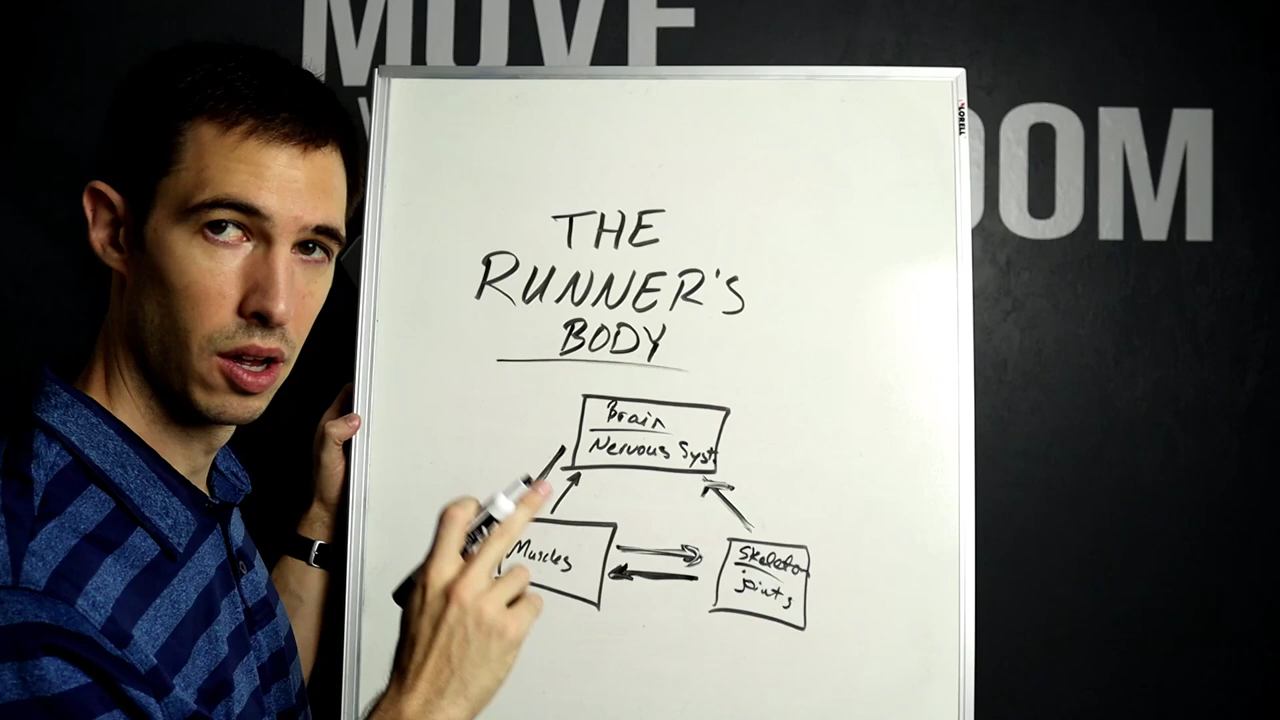 MOVE
OOM
LORELL
THE
RUNNER'S
BODY
Brain
Nervous Syst
Muscles
Skeleton
joints